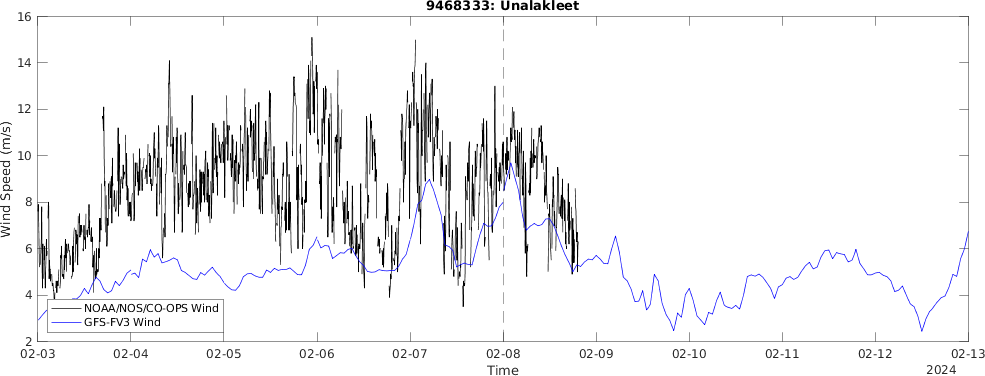 9468333: Unalakleet
16
14
12
10
8
6
4
2
Wind Speed (m/s)
NOAA/NOS/CO-OPS Wind
GFS-FV3 Wind
02-03 02-04 02-05 02-06 02-07 02-08 02-09 02-10 02-11 02-12 02-13
Time
2024